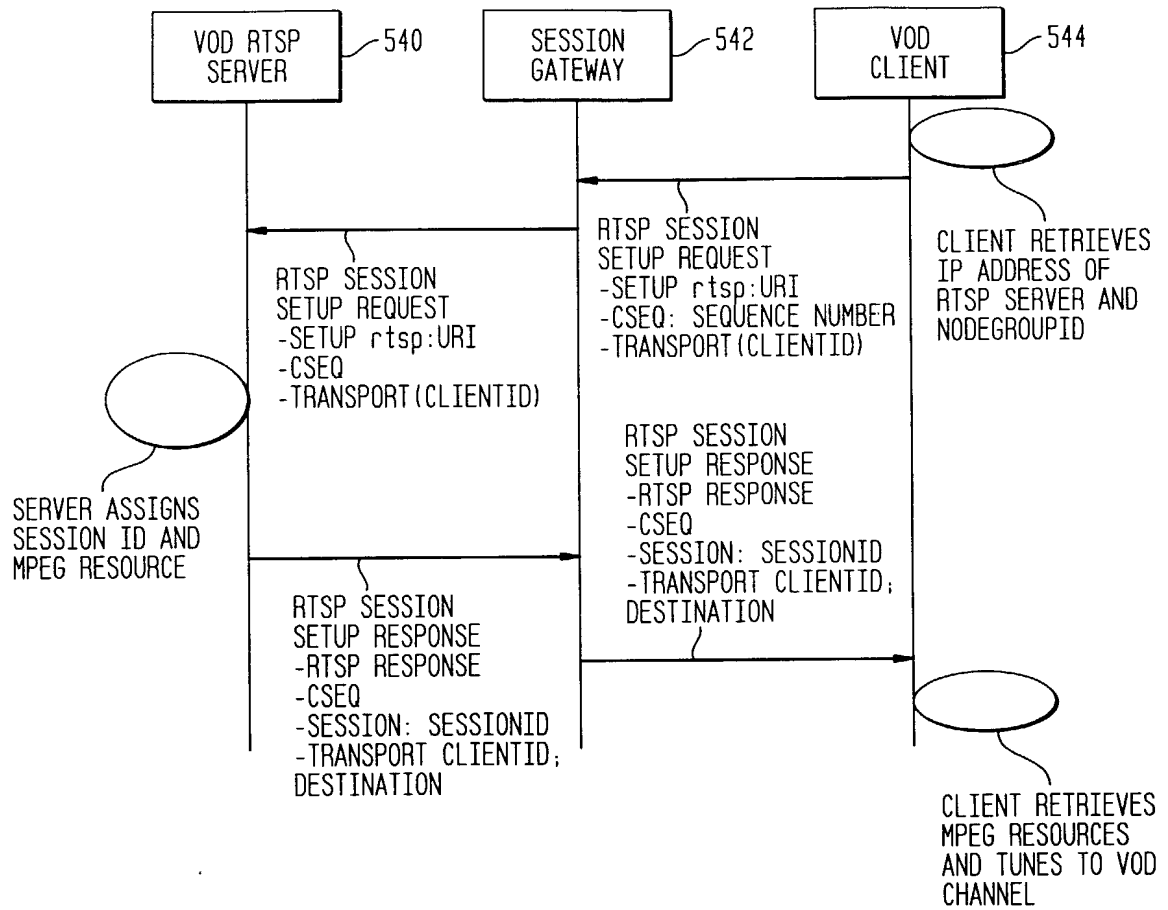 VOD RTSP
SERVER
540
SESSION
GATEWAY
542
VOD
CLIENT
544
CLIENT RETRIEVES
IP ADDRESS OF
RTSP SERVER AND
NODEGROUPID
RTSP SESSION
SETUP REQUEST
-SETUP rtsp:URI
-CSEQ: SEQUENCE NUMBER
-TRANSPORT(CLIENTID)
RTSP SESSION
SETUP REQUEST
-SETUP rtsp:URI
-CSEQ
-TRANSPORT(CLIENTID)
SERVER ASSIGNS
SESSION ID AND
MPEG RESOURCE
RTSP SESSION
SETUP RESPONSE
-RTSP RESPONSE
-CSEQ
-SESSION: SESSIONID
-TRANSPORT CLIENTID;
DESTINATION
RTSP SESSION
SETUP RESPONSE
-RTSP RESPONSE
-CSEQ
-SESSION: SESSIONID
-TRANSPORT CLIENTID;
DESTINATION
CLIENT RETRIEVES
MPEG RESOURCES
AND TUNES TO VOD
CHANNEL